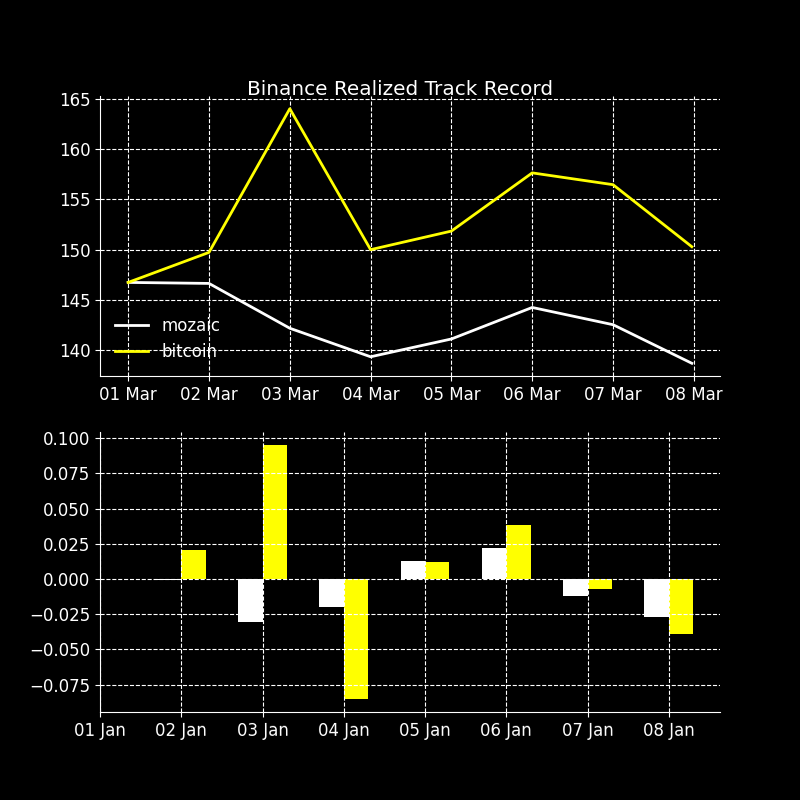 Binance Realized Track Record
165
160
155
150
145
140
mozaic
bitcoin
01 Mar 02 Mar 03 Mar 04 Mar 05 Mar 06 Mar 07 Mar 08 Mar
0.100
0.075
0.050
0.025
0.000
−0.025
−0.050
−0.075
01 Jan 02 Jan 03 Jan 04 Jan 05 Jan 06 Jan 07 Jan 08 Jan